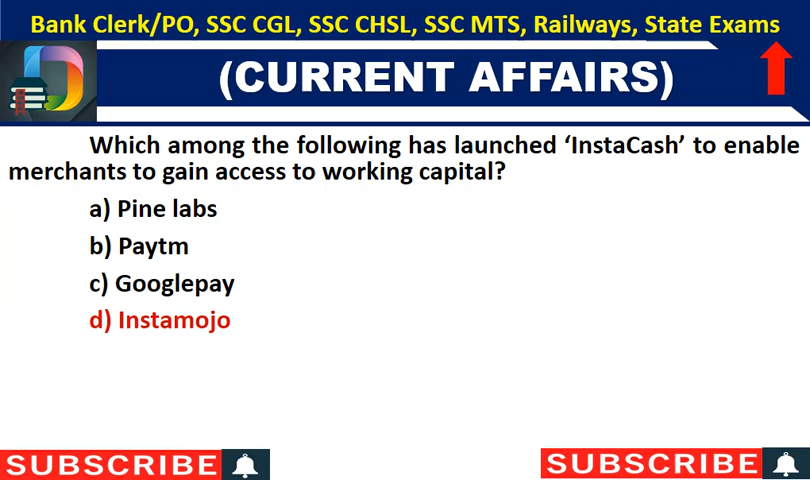 Bank Clerk/PO, SSC CGL, SSC CHSL, SSC MTS, Railways, State Exams
(CURRENT AFFAIRS)
Which among the following has launched ‘InstaCash’ to enable
merchants to gain access to working capital?
a) Pine labs
b) Paytm
c) Googlepay
d) Instamojo
SUBSCRIBE
SUBSCRIBE